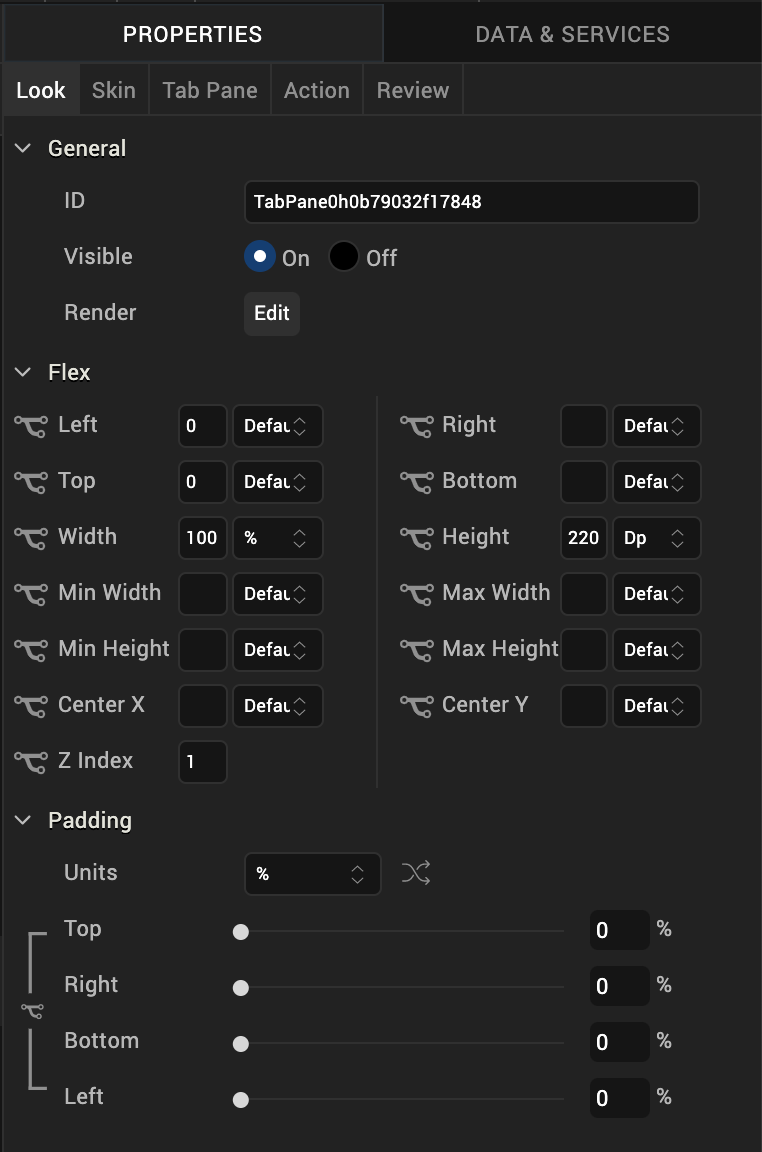 PROPERTIES DATA & SERVICES
Look Skin Tab Pane Action Review
General
ID TabPane0h0b79032f17848
Visible On Off
Render Edit
Flex
Left 0 Defau Right Defau
Top 0 Defau Bottom Defau
Width 100 % Height 220 Dp
Min Width Defau Max Width Defau
Min Height Defau Max Height Defau
Center X Defau Center Y Defau
Z Index 1
Padding
Units %
Top 0 %
Right 0 %
Bottom 0 %
Left 0 %